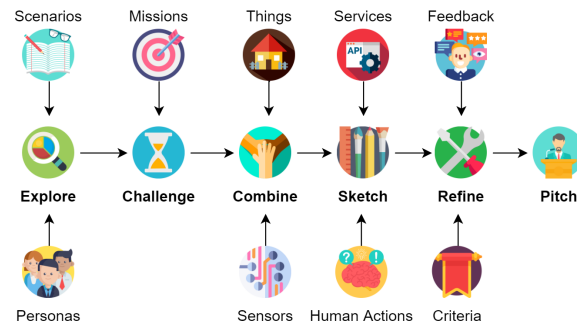 Scenarios Missions Things Services Feedback
API
Explore Challenge Combine Sketch Refine Pitch
? !
Personas Sensors Human Actions Criteria